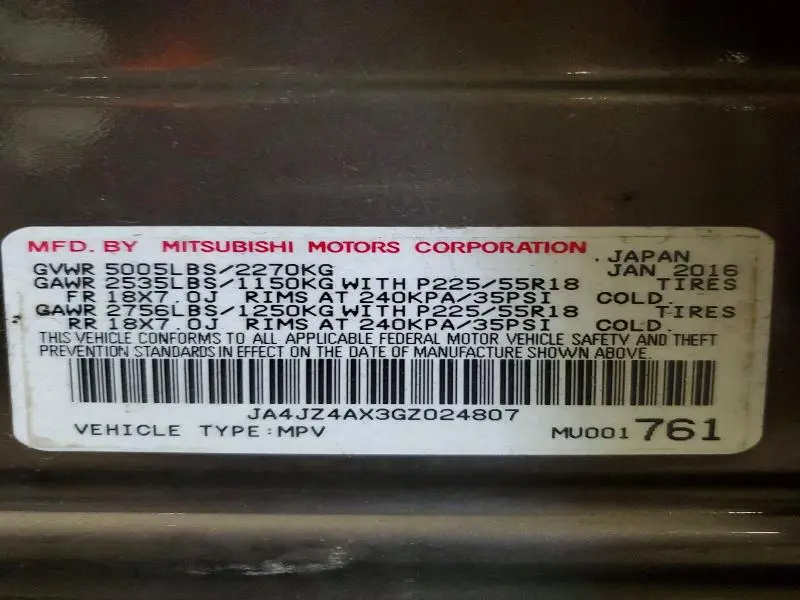 MFD. BY MITSUBISHI MOTORS CORPORATION . JAPAN
GVWR 5005LBS/2270KG JAN 2016
GAWR 2535LBS/1150KG WITH P225/55R18 TIRES
FR 18X7.0J RIMS AT 240KPA/35PSI COLD.
GAWR 2756LBS/1250KG WITH P225/55R18 TIRES
RR 18X7.0J RIMS AT 240KPA/35PSI COLD.
THIS VEHICLE CONFORMS TO ALL APPLICABLE FEDERAL MOTOR VEHICLE SAFETY AND THEFT
PREVENTION STANDARDS IN EFFECT ON THE DATE OF MANUFACTURE SHOWN ABOVE.
JA4JZ4AX3GZ024807
VEHICLE TYPE:MPV MU001 761